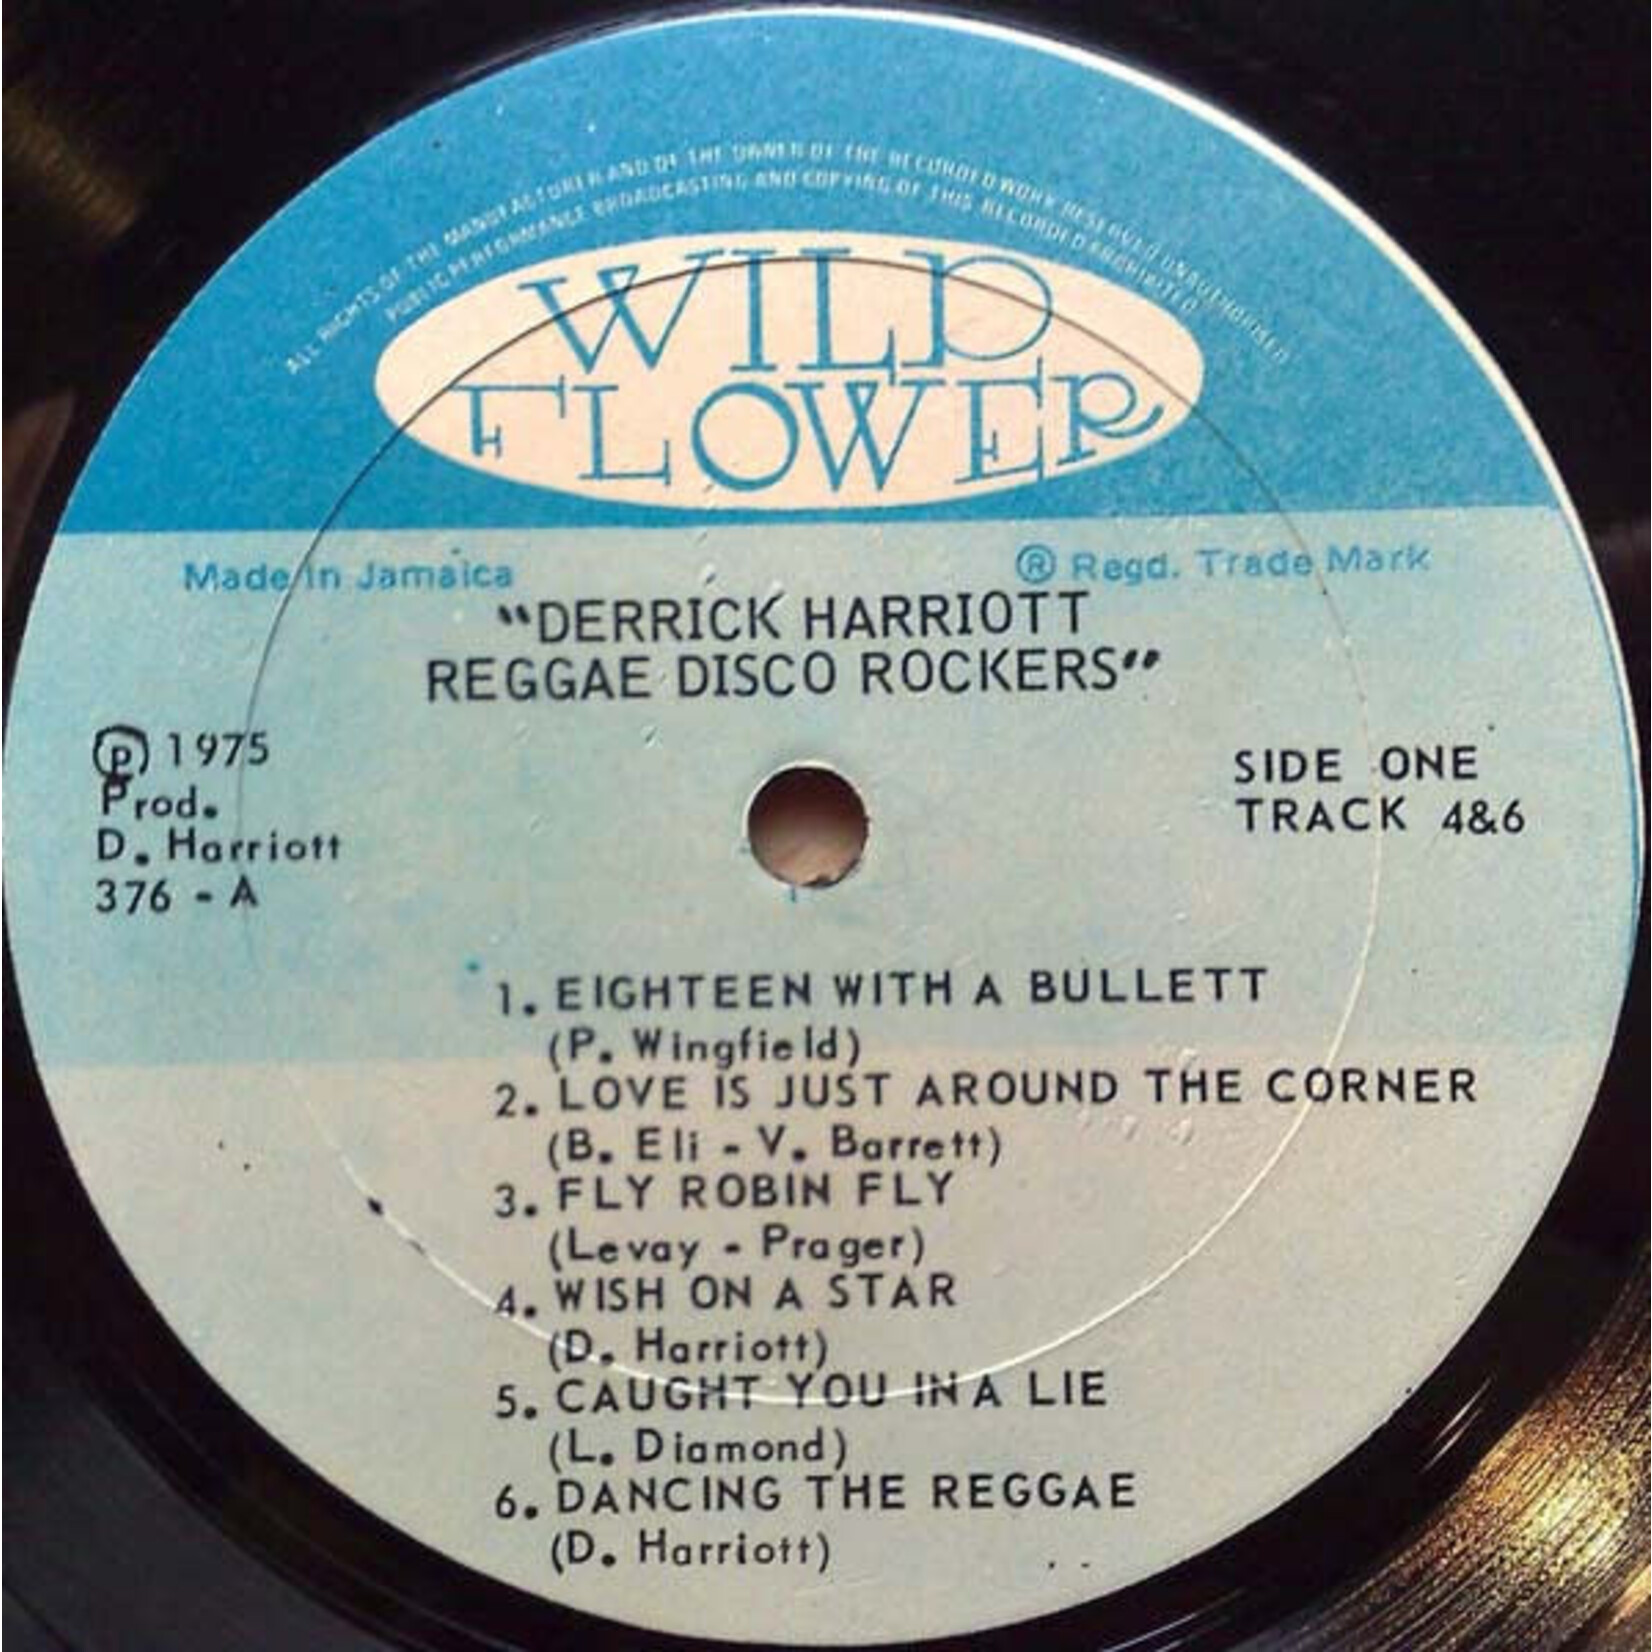 ALL RIGHTS OF THE MANUFACTURER AND OF THE OWNER OF THE RECORDED WORK RESERVED UNAUTHORISED
PUBLIC PERFORMANCE BROADCASTING AND COPYING OF THIS RECORDED PROHIBITED
WILD
FLOWER
Made In Jamaica
® Regd. Trade Mark
"DERRICK HARRIOTT
REGGAE DISCO ROCKERS"
℗ 1975
Prod.
D. Harriott
376 - A
SIDE ONE
TRACK 4&6
1. EIGHTEEN WITH A BULLETT
(P. Wingfield)
2. LOVE IS JUST AROUND THE CORNER
(B. Eli - V. Barrett)
3. FLY ROBIN FLY
(Levay - Prager)
4. WISH ON A STAR
(D. Harriott)
5. CAUGHT YOU IN A LIE
(L. Diamond)
6. DANCING THE REGGAE
(D. Harriott)